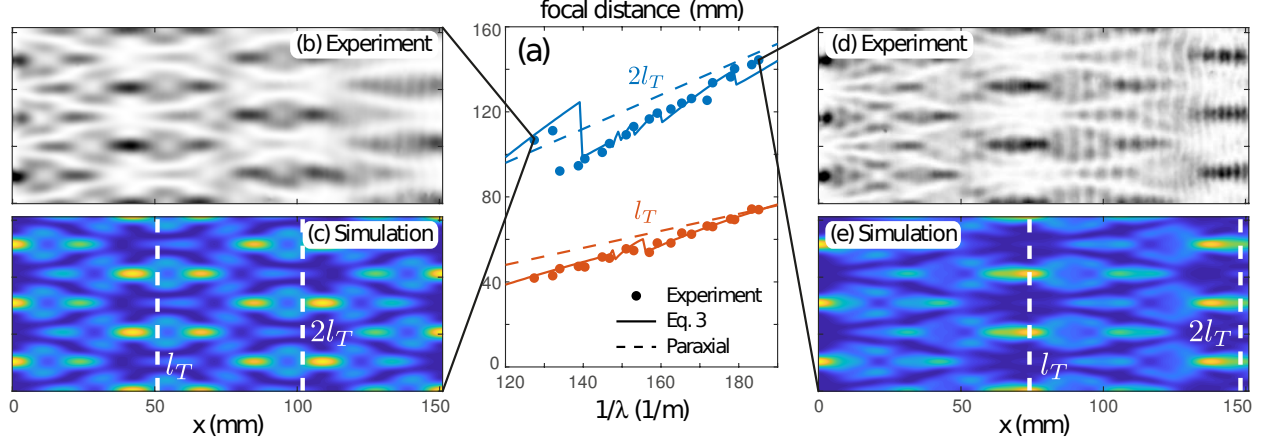 focal distance (mm)
(b) Experiment
(a)
(d) Experiment
160
120
80
40
0
2l_T
l_T
Experiment
Eq. 3
Paraxial
120 140 160 180
1/λ (1/m)
(c) Simulation
l_T
2l_T
0 50 100 150
x (mm)
(e) Simulation
l_T
2l_T
0 50 100 150
x (mm)